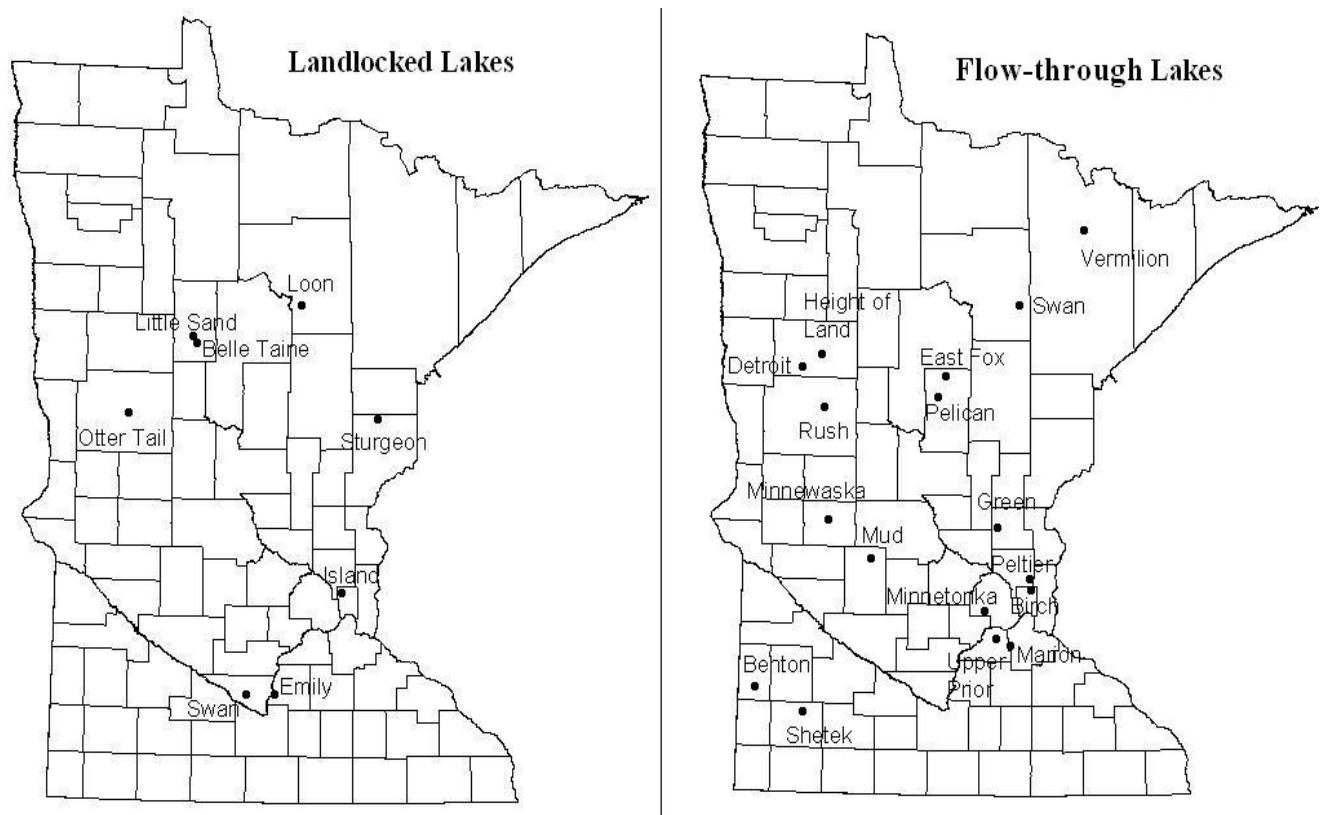 Landlocked Lakes
Loon
Little Sand
Belle Taine
Otter Tail
Sturgeon
Island
Emily
Swan
Flow-through Lakes
Vermilion
Height of
Land
Swan
East Fox
Detroit
Pelican
Rush
Minnewaska
Green
Mud
Peltier
Minnetonka
Birch
Benton
Upper
Prior
Marion
Shetek